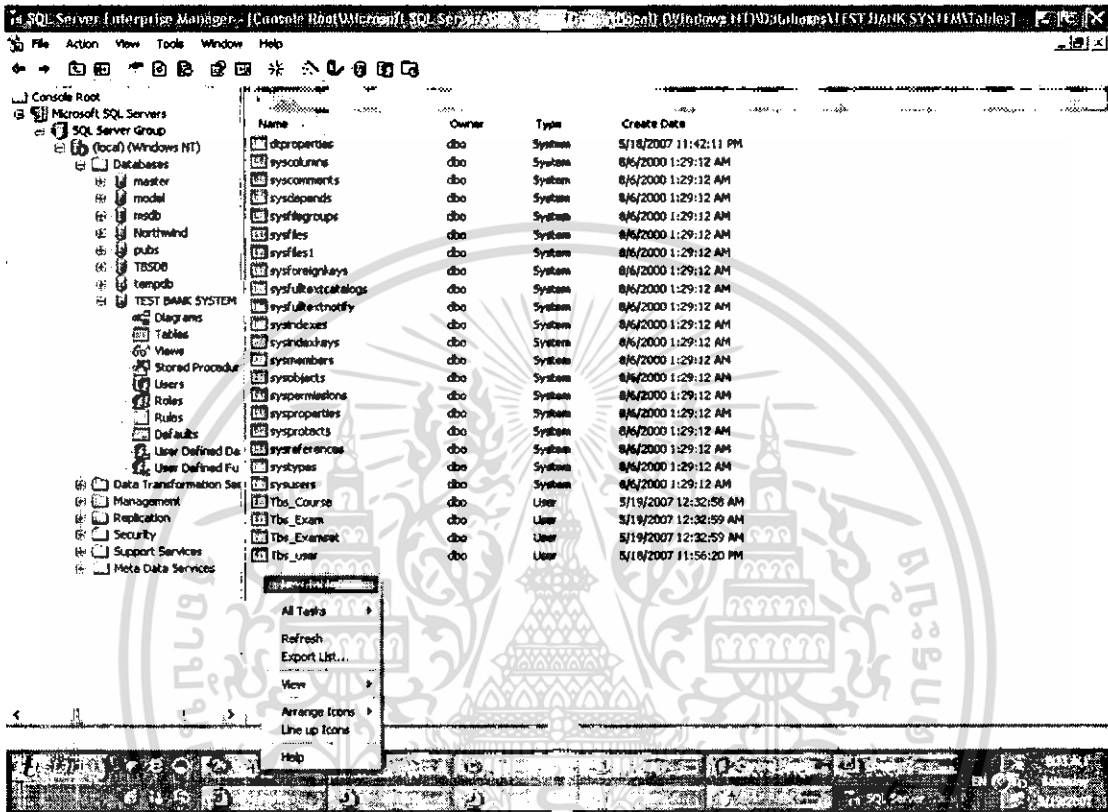 SQL Server Enterprise Manager - [Console Root\Microsoft SQL Servers\ (Local) (Windows NT)\Databases\TEST BANK SYSTEM\Tables]
File Action View Tools Window Help
Console Root
Microsoft SQL Servers
SQL Server Group
(local) (Windows NT)
Databases
master
model
msdb
Northwind
pubs
TBSDB
tempdb
TEST BANK SYSTEM
Diagrams
Tables
Views
Stored Procedur
Users
Roles
Rules
Defaults
User Defined Da
User Defined Fu
Data Transformation Ser
Management
Replication
Security
Support Services
Meta Data Services
Name Owner Type Create Date
dtproperties dbo System 5/18/2007 11:42:11 PM
syscolumns dbo System 8/6/2000 1:29:12 AM
syscomments dbo System 8/6/2000 1:29:12 AM
sysdepends dbo System 8/6/2000 1:29:12 AM
sysfilegroups dbo System 8/6/2000 1:29:12 AM
sysfiles dbo System 8/6/2000 1:29:12 AM
sysfiles1 dbo System 8/6/2000 1:29:12 AM
sysforeignkeys dbo System 8/6/2000 1:29:12 AM
sysfulltextcatalogs dbo System 8/6/2000 1:29:12 AM
sysfulltextnotify dbo System 8/6/2000 1:29:12 AM
sysindexes dbo System 8/6/2000 1:29:12 AM
sysindexkeys dbo System 8/6/2000 1:29:12 AM
sysmembers dbo System 8/6/2000 1:29:12 AM
sysobjects dbo System 8/6/2000 1:29:12 AM
syspermissions dbo System 8/6/2000 1:29:12 AM
sysproperties dbo System 8/6/2000 1:29:12 AM
sysprotects dbo System 8/6/2000 1:29:12 AM
sysreferences dbo System 8/6/2000 1:29:12 AM
systypes dbo System 8/6/2000 1:29:12 AM
sysusers dbo System 8/6/2000 1:29:12 AM
Tbs_Course dbo User 5/19/2007 12:32:58 AM
Tbs_Exam dbo User 5/19/2007 12:32:59 AM
Tbs_Examset dbo User 5/19/2007 12:32:59 AM
Tbs_user dbo User 5/18/2007 11:56:20 PM
All Tasks
Refresh
Export List...
View
Arrange Icons
Line up Icons
Help
EN
SQL Server